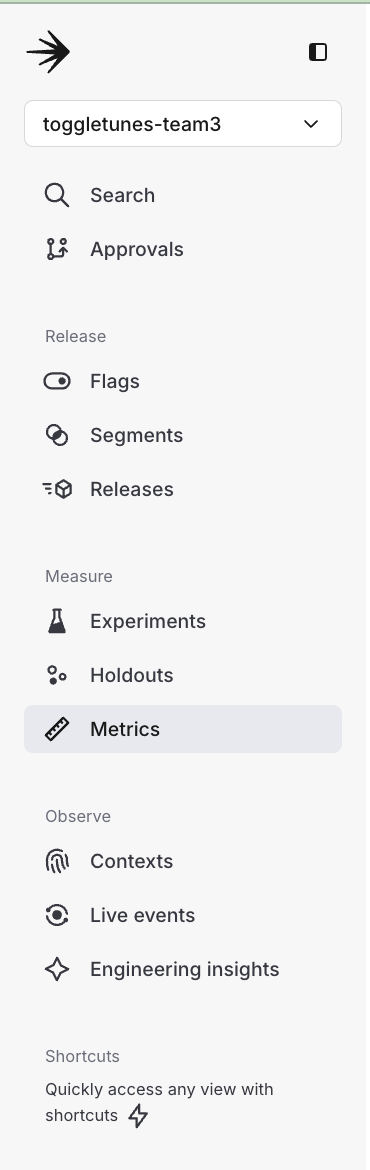 toggletunes-team3
Search
Approvals
Release
Flags
Segments
Releases
Measure
Experiments
Holdouts
Metrics
Observe
Contexts
Live events
Engineering insights
Shortcuts
Quickly access any view with
shortcuts